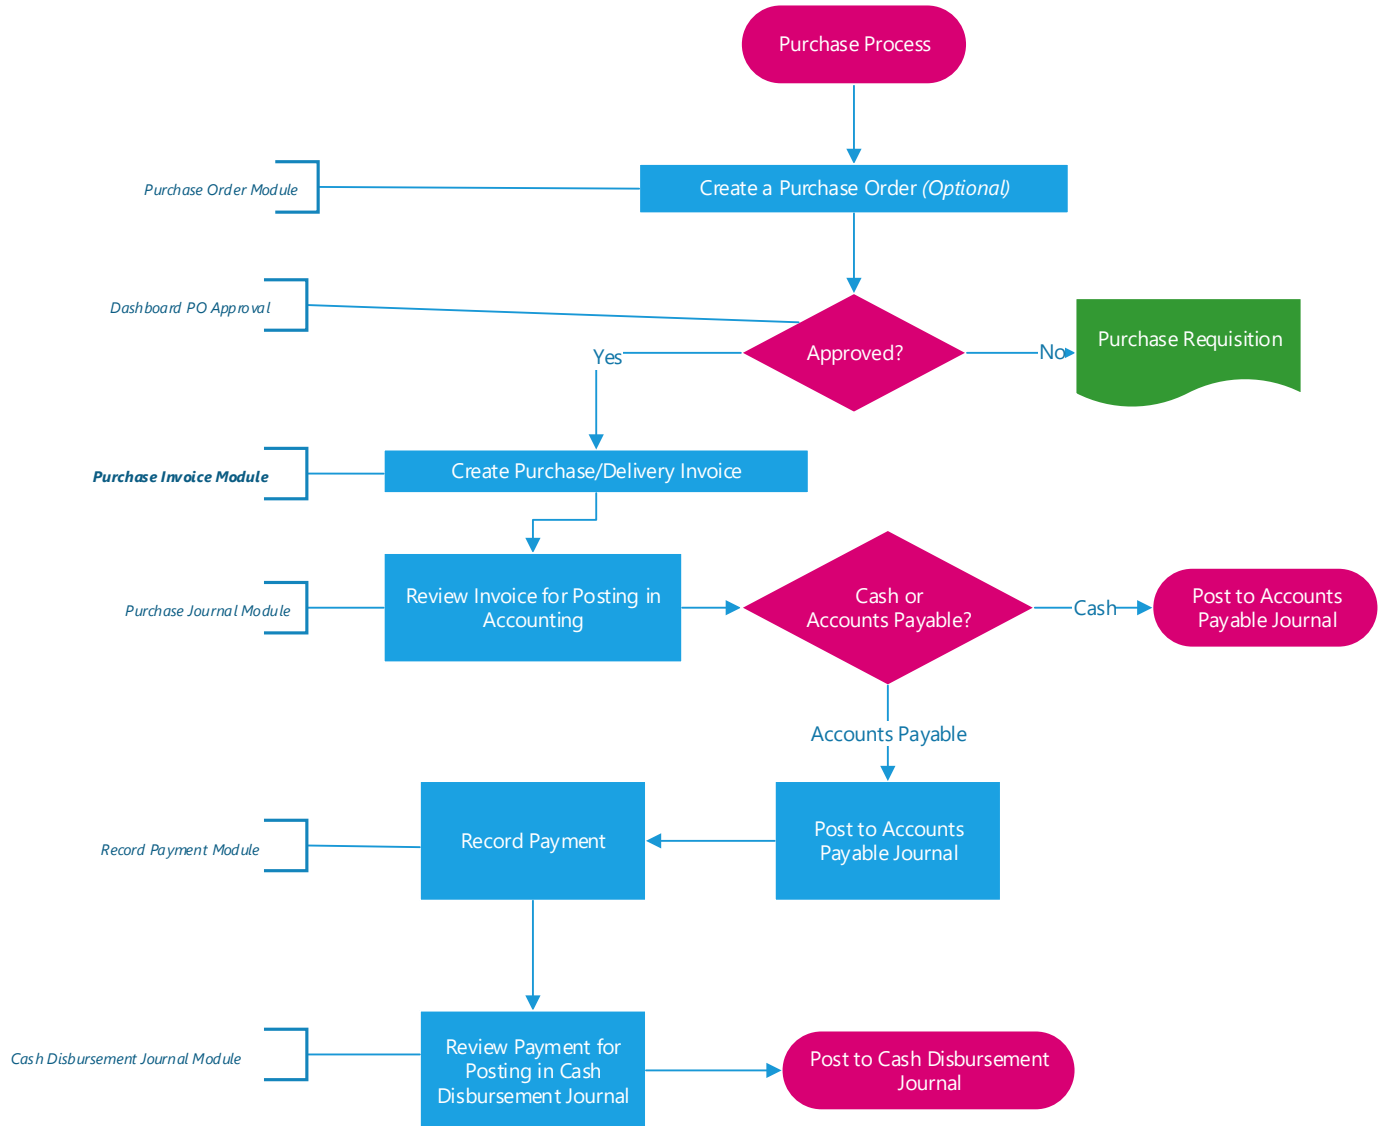 Purchase Process
Purchase Order Module
Create a Purchase Order (Optional)
Dashboard PO Approval
Approved?
Yes
No
Purchase Requisition
Purchase Invoice Module
Create Purchase/Delivery Invoice
Purchase Journal Module
Review Invoice for Posting in
Accounting
Cash or
Accounts Payable?
Cash
Post to Accounts
Payable Journal
Accounts Payable
Record Payment Module
Record Payment
Post to Accounts
Payable Journal
Cash Disbursement Journal Module
Review Payment for
Posting in Cash
Disbursement Journal
Post to Cash Disbursement
Journal